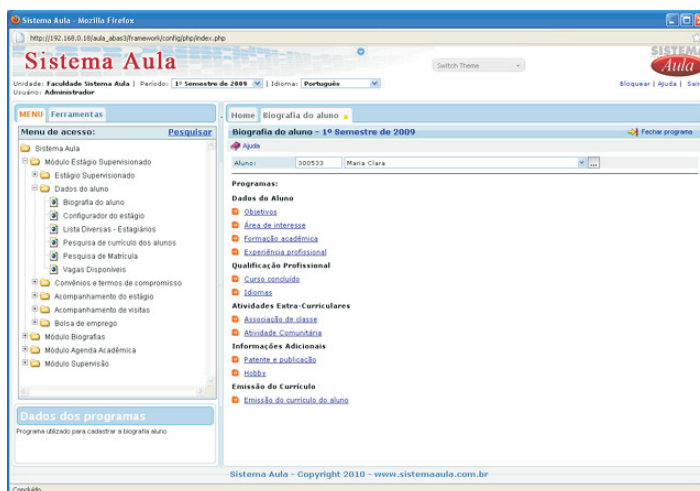 Sistema Aula - Mozilla Firefox
http://192.168.0.18/aula_abas3/framework/config/php/index.php
Sistema Aula
Switch Theme
SISTEMA
Aula
Unidade: Faculdade Sistema Aula | Período: 1º Semestre de 2009 | Idioma: Português
Usuário: Administrador
Bloquear | Ajuda | Sair
MENU Ferramentas
Home Biografia do aluno x
Menu de acesso: Pesquisar
Biografia do aluno - 1º Semestre de 2009
Fechar programa
Ajuda
Sistema Aula
Módulo Estágio Supervisionado
Estágio Supervisionado
Dados do aluno
Biografia do aluno
Configurador do estágio
Lista Diversas - Estagiários
Pesquisa de currículo dos alunos
Pesquisa de Matrícula
Vagas Disponíveis
Convênios e termos de compromisso
Acompanhamento do estágio
Acompanhamento de visitas
Bolsa de emprego
Módulo Biografias
Módulo Agenda Acadêmica
Módulo Supervisão
Aluno: 300533 Maria Clara ...
Programas:
Dados do Aluno
Objetivos
Área de interesse
Formação acadêmica
Experiência profissional
Qualificação Profissional
Curso concluído
Idiomas
Atividades Extra-Curriculares
Associação de classe
Atividade Comunitária
Informações Adicionais
Patente e publicação
Hobby
Emissão do Currículo
Emissão do currículo do aluno
Dados dos programas
Programa utilizado para cadastrar a biografia aluno
Sistema Aula - Copyright 2010 - www.sistemaaula.com.br
Concluído